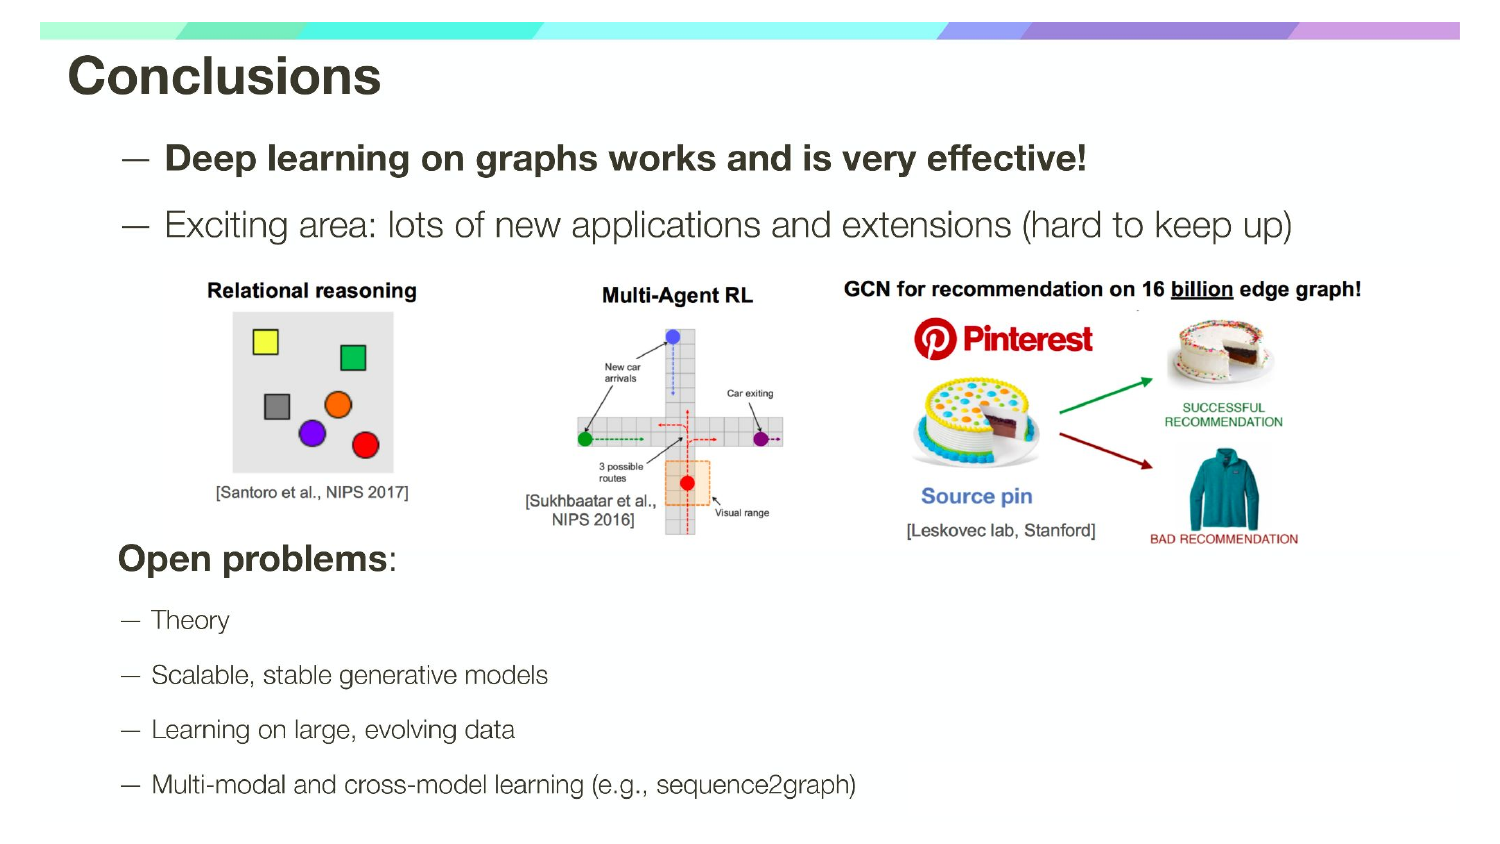 Conclusions
— Deep learning on graphs works and is very effective!
— Exciting area: lots of new applications and extensions (hard to keep up)
Relational reasoning
[Santoro et al., NIPS 2017]
Multi-Agent RL
New car
arrivals
Car exiting
3 possible
routes
Visual range
[Sukhbaatar et al.,
NIPS 2016]
GCN for recommendation on 16 billion edge graph!
Pinterest
SUCCESSFUL
RECOMMENDATION
Source pin
[Leskovec lab, Stanford]
BAD RECOMMENDATION
Open problems:
— Theory
— Scalable, stable generative models
— Learning on large, evolving data
— Multi-modal and cross-model learning (e.g., sequence2graph)